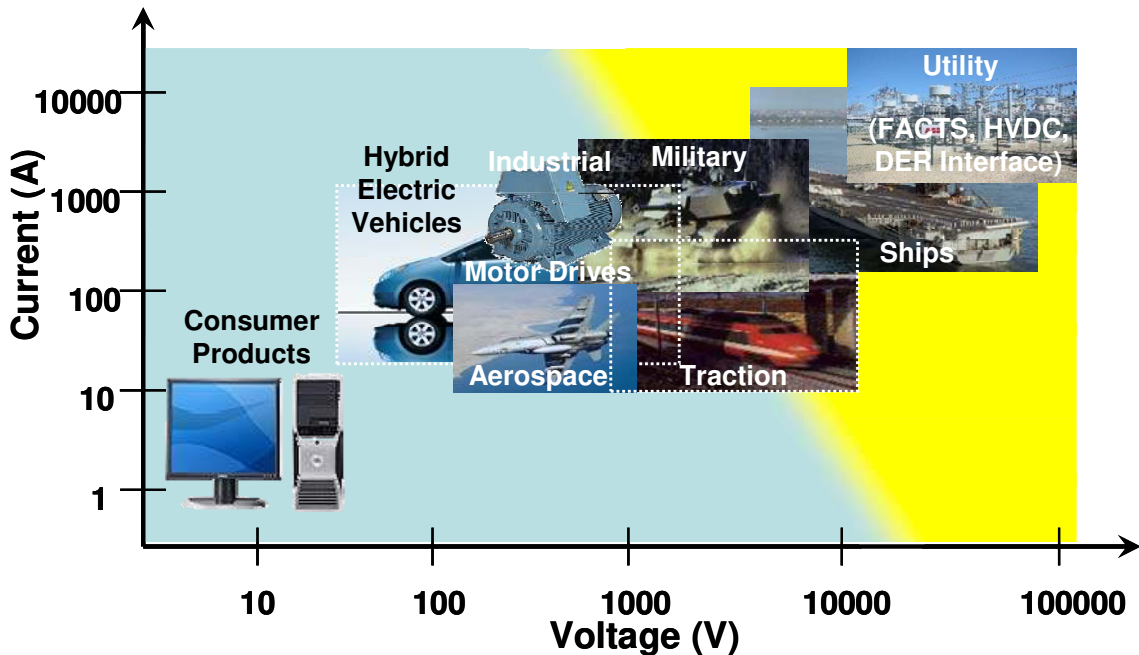 Current (A)
10000
1000
100
10
1
Utility
(FACTS, HVDC,
DER Interface)
Hybrid
Electric
Vehicles
Industrial
Motor Drives
Military
Ships
Consumer
Products
Aerospace
Traction
10
100
1000
10000
100000
Voltage (V)